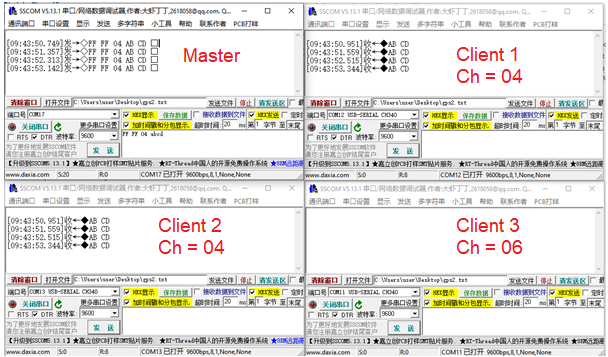 SSCOM V5.13.1 串口/网络数据调试器,作者:大虾丁丁,2618058@qq.com. Q...
通讯端口 串口设置 显示 发送 多字符串 小工具 帮助 联系作者 PCB打样
[09:43:50.749]发→◇FF FF 04 AB CD □
[09:43:51.357]发→◇FF FF 04 AB CD □
[09:43:52.313]发→◇FF FF 04 AB CD □
[09:43:53.142]发→◇FF FF 04 AB CD □
Master
清除窗口 打开文件 C:\Users\user\Desktop\gps2.txt 发送文件 停止 清发送区 最
端口号 COM17 HEX显示 保存数据 接收数据到文件 HEX发送 定时
关闭串口 更多串口设置 加时间戳和分包显示. 超时时间: 20 ms 第1 字节 至 末尾
RTS DTR 波特率: 9600 FF FF 04 abcd
为了更好地发展SSCOM软件
请您注册嘉立创F结尾客户 发 送
【升级到SSCOM5.13.1】★嘉立创PCB打样SMT贴片服务 ★RT-Thread中国人的开源免费操作系统
www.daxia.com S:20 R:0 COM17 已打开 9600bps,8,1,None,None
SSCOM V5.13.1 串口/网络数据调试器,作者:大虾丁丁,2618058@qq.com. QQ
通讯端口 串口设置 显示 发送 多字符串 小工具 帮助 联系作者
[09:43:50.951]收←◆AB CD
[09:43:51.559]收←◆AB CD
[09:43:52.515]收←◆AB CD
[09:43:53.344]收←◆AB CD
Client 1
Ch = 04
清除窗口 打开文件 C:\Users\user\Desktop\gps2.txt 发送文件 停止 清发送区
端口号 COM12 USB-SERIAL CH340 HEX显示 保存数据 接收数据到文件 HEX发送 定时
关闭串口 更多串口设置 加时间戳和分包显示. 超时时间: 20 ms 第1 字节 至 末尾
RTS DTR 波特率: 9600
为了更好地发展SSCOM软件
请您注册嘉立创F结尾客户 发 送
【升级到SSCOM5.13.1】★嘉立创PCB打样SMT贴片服务 ★RT-Thread中国人的开源免费操作系统
www.daxia.com S:0 COM12 已打开 9600bps,8,1,None,None
SSCOM V5.13.1 串口/网络数据调试器,作者:大虾丁丁,2618058@qq.com. Q...
通讯端口 串口设置 显示 发送 多字符串 小工具 帮助 联系作者 PCB打样
[09:43:50.951]收←◆AB CD
[09:43:51.559]收←◆AB CD
[09:43:52.515]收←◆AB CD
[09:43:53.344]收←◆AB CD
Client 2
Ch = 04
清除窗口 打开文件 C:\Users\user\Desktop\gps2.txt 发送文件 停止 清发送区
端口号 COM13 USB-SERIAL CH340 HEX显示 保存数据 接收数据到文件 HEX发送 定时
关闭串口 更多串口设置 加时间戳和分包显示. 超时时间: 20 ms 第1 字节 至 末尾
RTS DTR 波特率: 9600
为了更好地发展SSCOM软件
请您注册嘉立创F结尾客户 发 送
【升级到SSCOM5.13.1】★嘉立创PCB打样SMT贴片服务 ★RT-Thread中国人的开源免费操作系统
www.daxia.com S:0 COM13 已打开 9600bps,8,1,None,None
SSCOM V5.13.1 串口/网络数据调试器,作者:大虾丁丁,2618058@qq.com.
通讯端口 串口设置 显示 发送 多字符串 小工具 帮助 联系作者
Client 3
Ch = 06
清除窗口 打开文件 C:\Users\user\Desktop\gps2.txt 发送文件 停止 清发送区
端口号 COM11 USB-SERIAL CH340 HEX显示 保存数据 接收数据到文件 HEX发送 定时
关闭串口 更多串口设置 加时间戳和分包显示. 超时时间: 20 ms 第1 字节 至 末尾
RTS DTR 波特率: 9600
为了更好地发展SSCOM软件
请您注册嘉立创F结尾客户 发 送
【升级到SSCOM5.13.1】★嘉立创PCB打样SMT贴片服务 ★RT-Thread中国人的开源免费操作系统
www.daxia.com S:0 R:0 COM11 已打开 9600bps,8,1,None,None